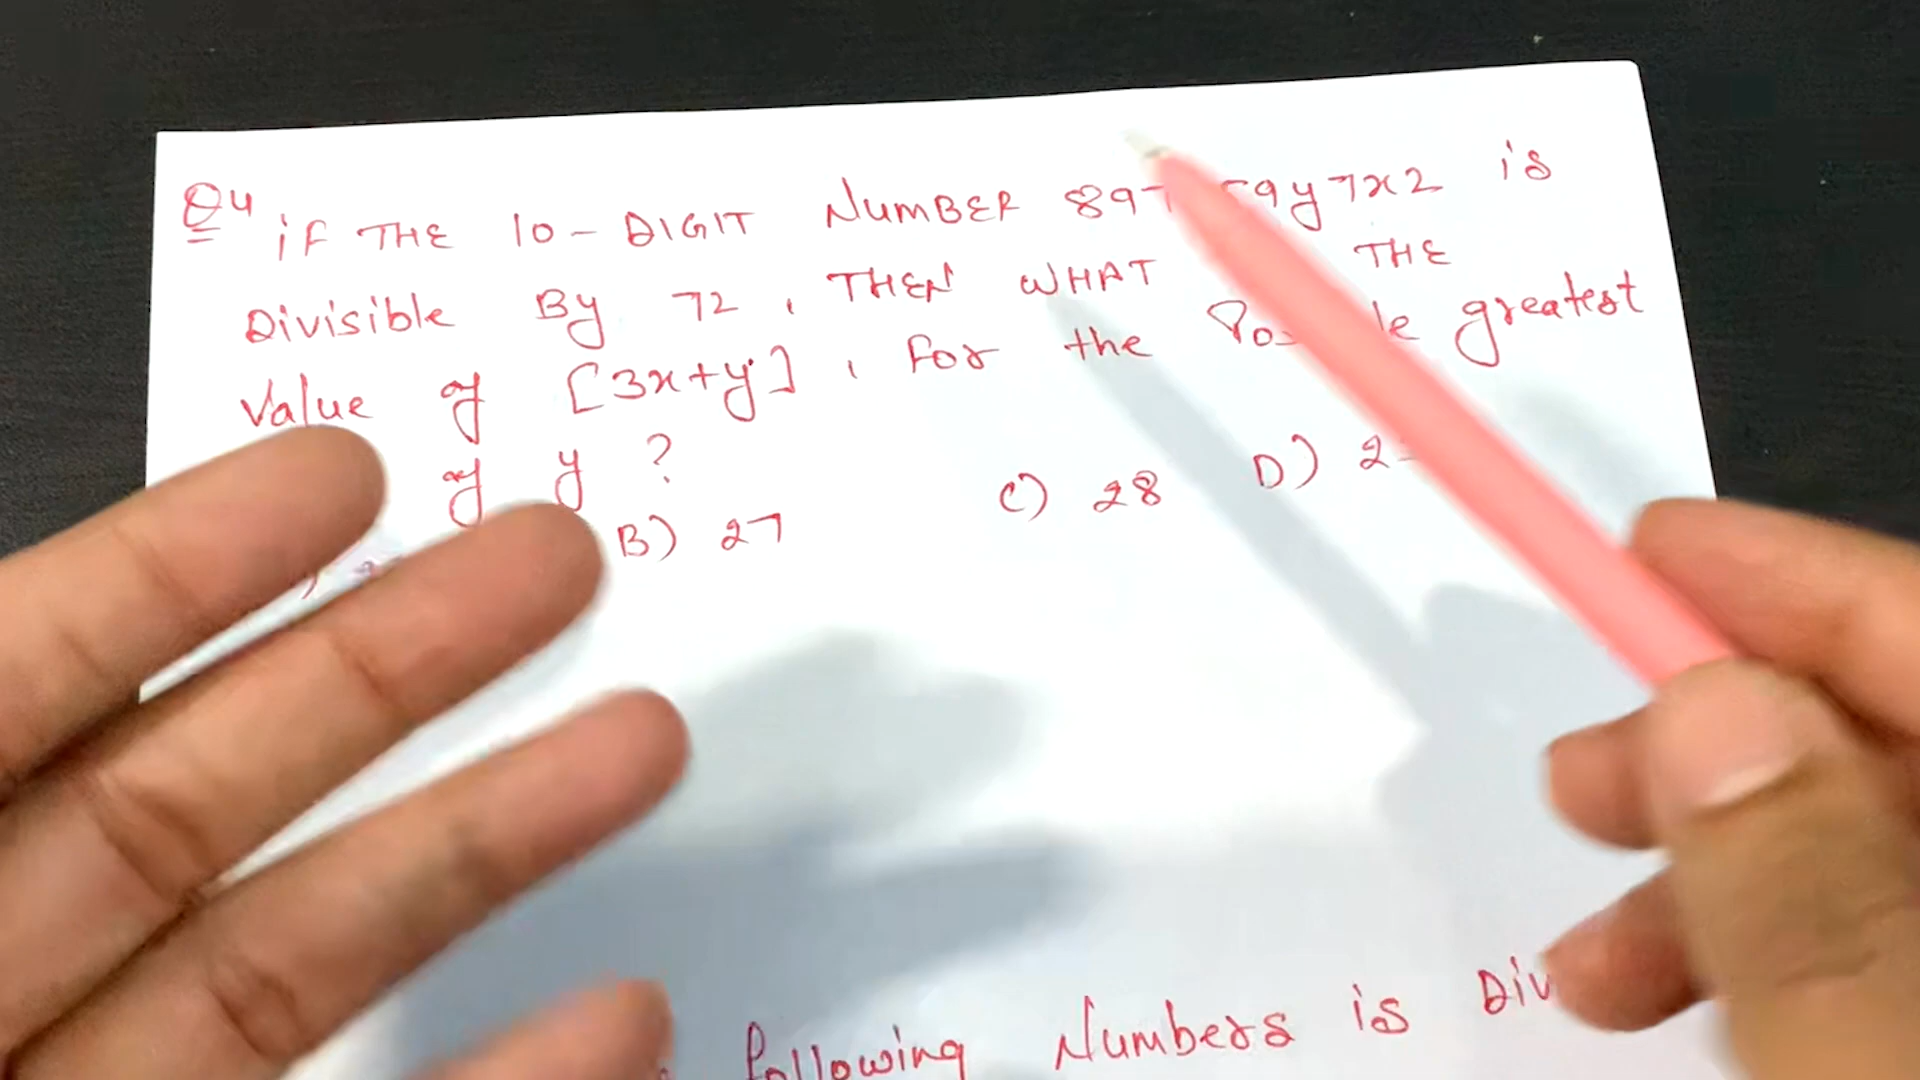 Q4 if THE 10-DIGIT NUMBER 897 59y7x2 is
Divisible By 72, THEN WHAT THE
Value of [3x+y], For the greatest
of y ?
B) 27 C) 28 D)
following Numbers is